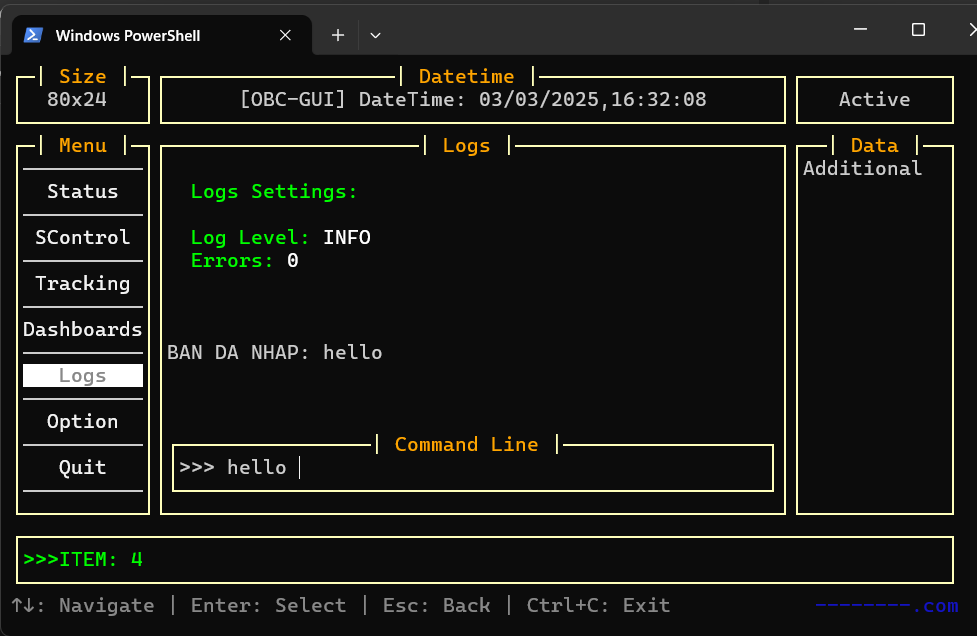 Windows PowerShell
Size
80x24
Datetime
[OBC-GUI] DateTime: 03/03/2025,16:32:08
Active
Menu
Status
SControl
Tracking
Dashboards
Logs
Option
Quit
Logs
Logs Settings:
Log Level: INFO
Errors: 0
BAN DA NHAP: hello
Command Line
>>> hello
Data
Additional
>>>ITEM: 4
↑↓: Navigate | Enter: Select | Esc: Back | Ctrl+C: Exit
--------.com